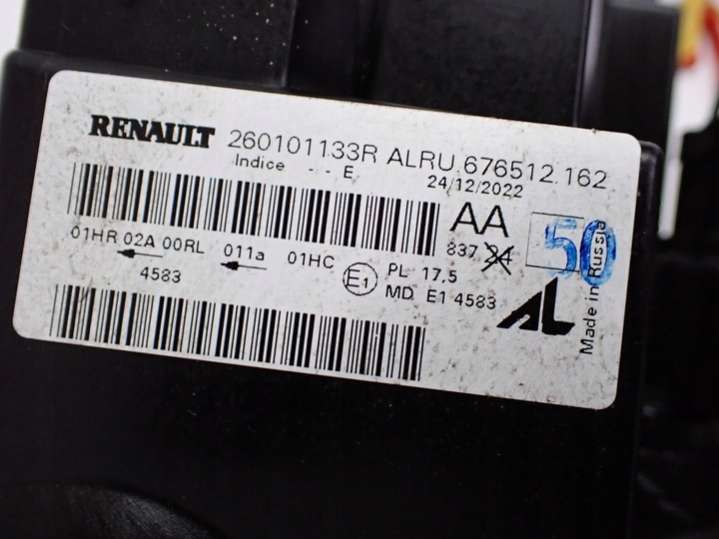 RENAULT 260101133R ALRU.676512.162
Indice - - E 24/12/2022
AA
837 24
50
01HR 02A 00RL 011a 01HC
4583
E1
PL 17,5
MD E1 4583
AL
Made in Russia